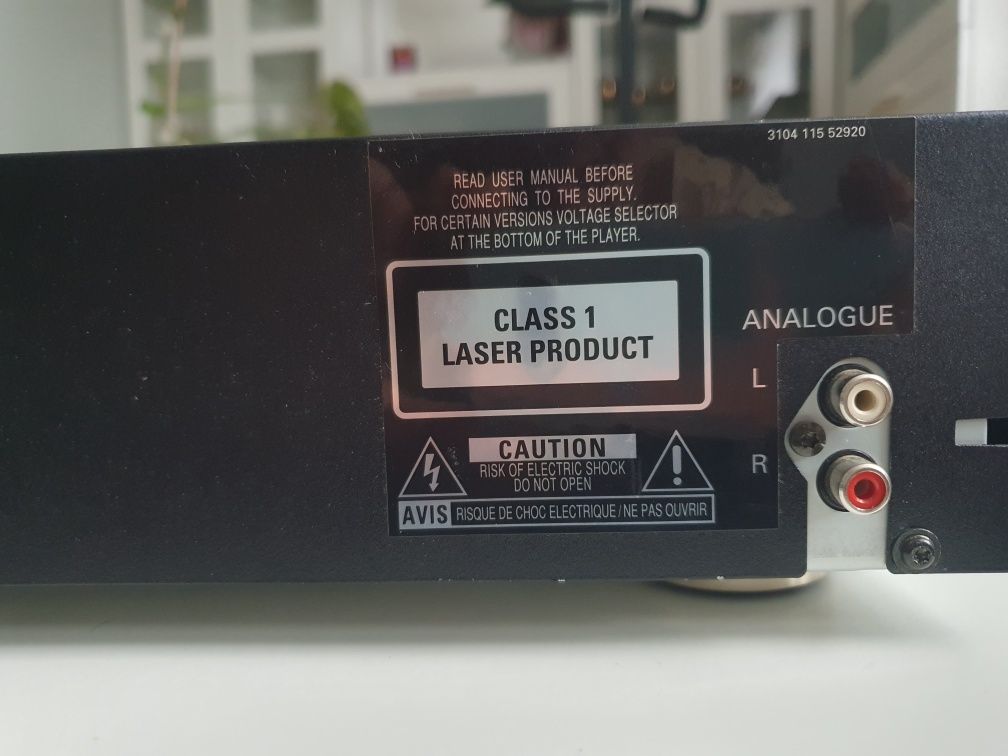 3104 115 52920
READ USER MANUAL BEFORE
CONNECTING TO THE SUPPLY.
FOR CERTAIN VERSIONS VOLTAGE SELECTOR
AT THE BOTTOM OF THE PLAYER.
CLASS 1
LASER PRODUCT
ANALOGUE
L
R
CAUTION
RISK OF ELECTRIC SHOCK
DO NOT OPEN
AVIS RISQUE DE CHOC ELECTRIQUE/NE PAS OUVRIR